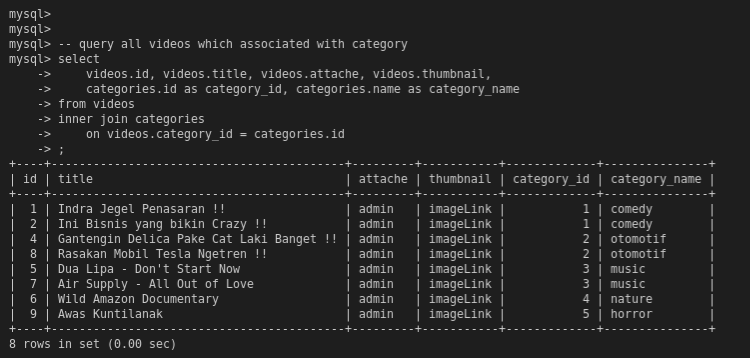 mysql>
mysql>
mysql> -- query all videos which associated with category
mysql> select
    ->     videos.id, videos.title, videos.attache, videos.thumbnail,
    ->     categories.id as category_id, categories.name as category_name
    -> from videos
    -> inner join categories
    ->     on videos.category_id = categories.id
    -> ;
+----+------------------------------------------+---------+-----------+-------------+---------------+
| id | title                                    | attache | thumbnail | category_id | category_name |
+----+------------------------------------------+---------+-----------+-------------+---------------+
|  1 | Indra Jegel Penasaran !!                 | admin   | imageLink |           1 | comedy        |
|  2 | Ini Bisnis yang bikin Crazy !!           | admin   | imageLink |           1 | comedy        |
|  4 | Gantengin Delica Pake Cat Laki Banget !! | admin   | imageLink |           2 | otomotif      |
|  8 | Rasakan Mobil Tesla Ngetren !!           | admin   | imageLink |           2 | otomotif      |
|  5 | Dua Lipa - Don't Start Now               | admin   | imageLink |           3 | music         |
|  7 | Air Supply - All Out of Love             | admin   | imageLink |           3 | music         |
|  6 | Wild Amazon Documentary                  | admin   | imageLink |           4 | nature        |
|  9 | Awas Kuntilanak                          | admin   | imageLink |           5 | horror        |
+----+------------------------------------------+---------+-----------+-------------+---------------+
8 rows in set (0.00 sec)